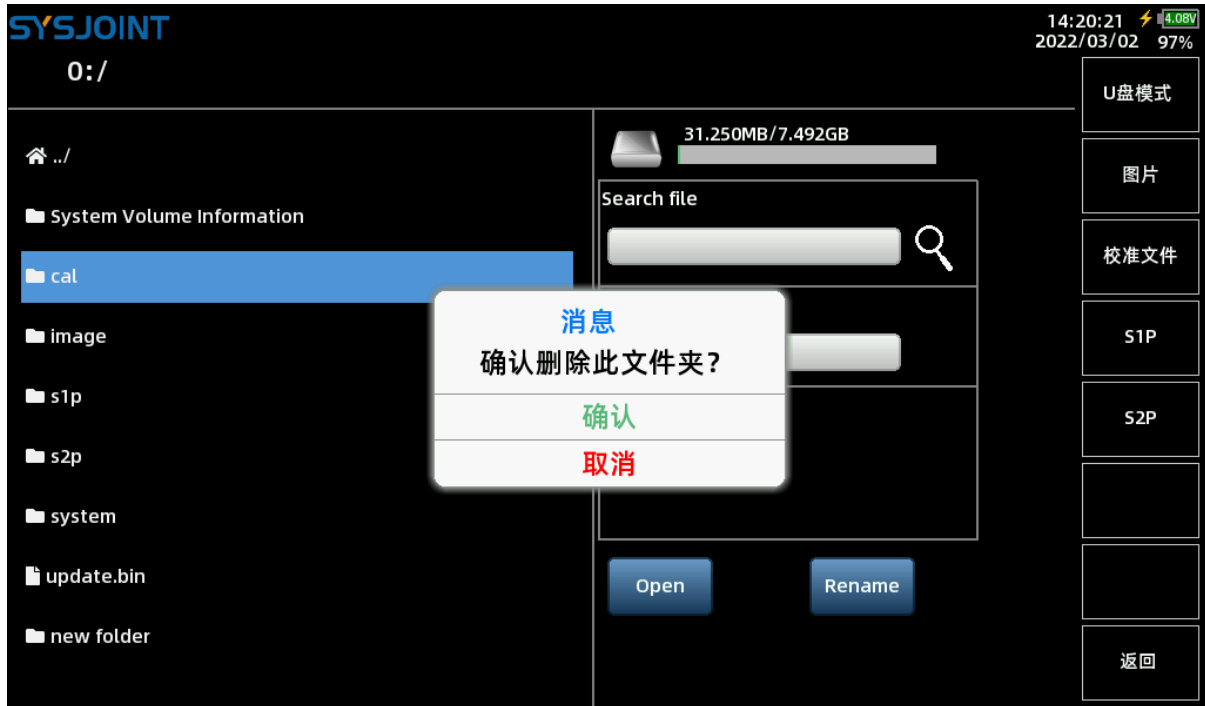 SYSJOINT
14:20:21 4.08V
2022/03/02 97%
0:/
../
System Volume Information
cal
image
s1p
s2p
system
update.bin
new folder
31.250MB/7.492GB
Search file
消息
确认删除此文件夹?
确认
取消
Open
Rename
U盘模式
图片
校准文件
S1P
S2P
返回